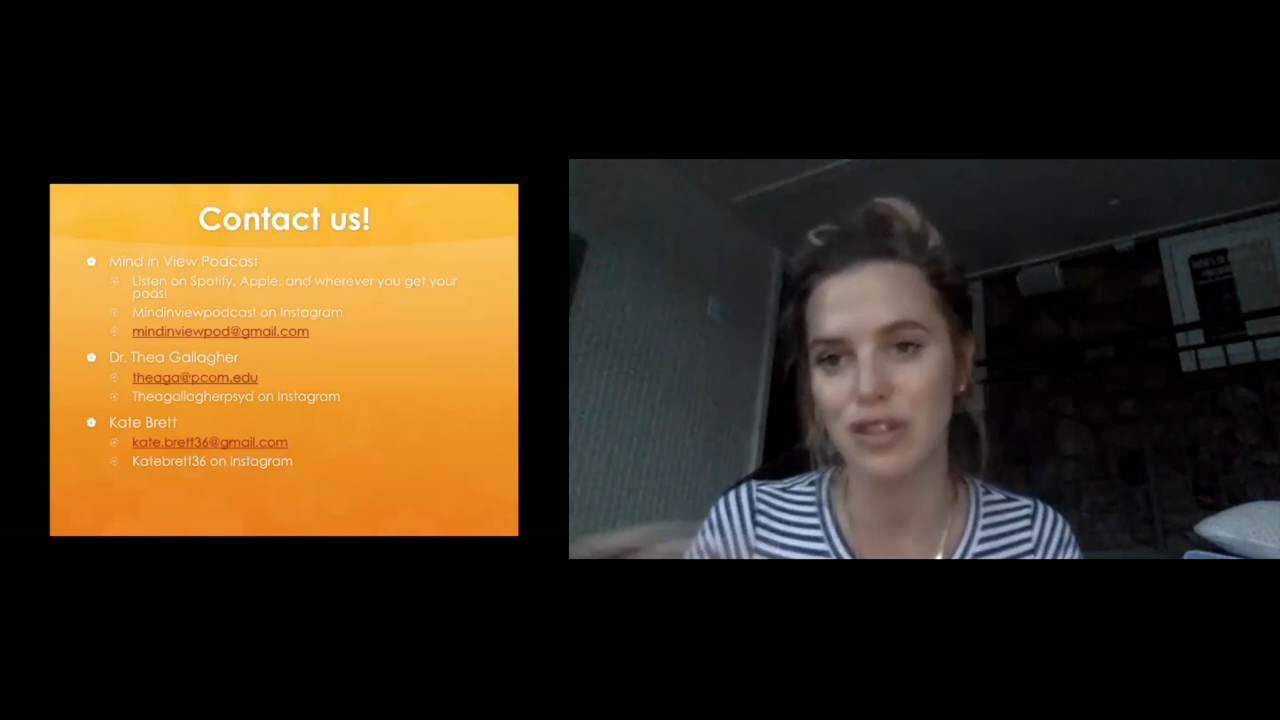 Contact us!
Mind in View Podcast
Listen on Spotify, Apple, and wherever you get your
pods!
Mindinviewpodcast on Instagram
mindinviewpod@gmail.com
Dr. Thea Gallagher
theaga@pcom.edu
Theagallagherpsyd on Instagram
Kate Brett
kate.brett36@gmail.com
Katebrett36 on Instagram